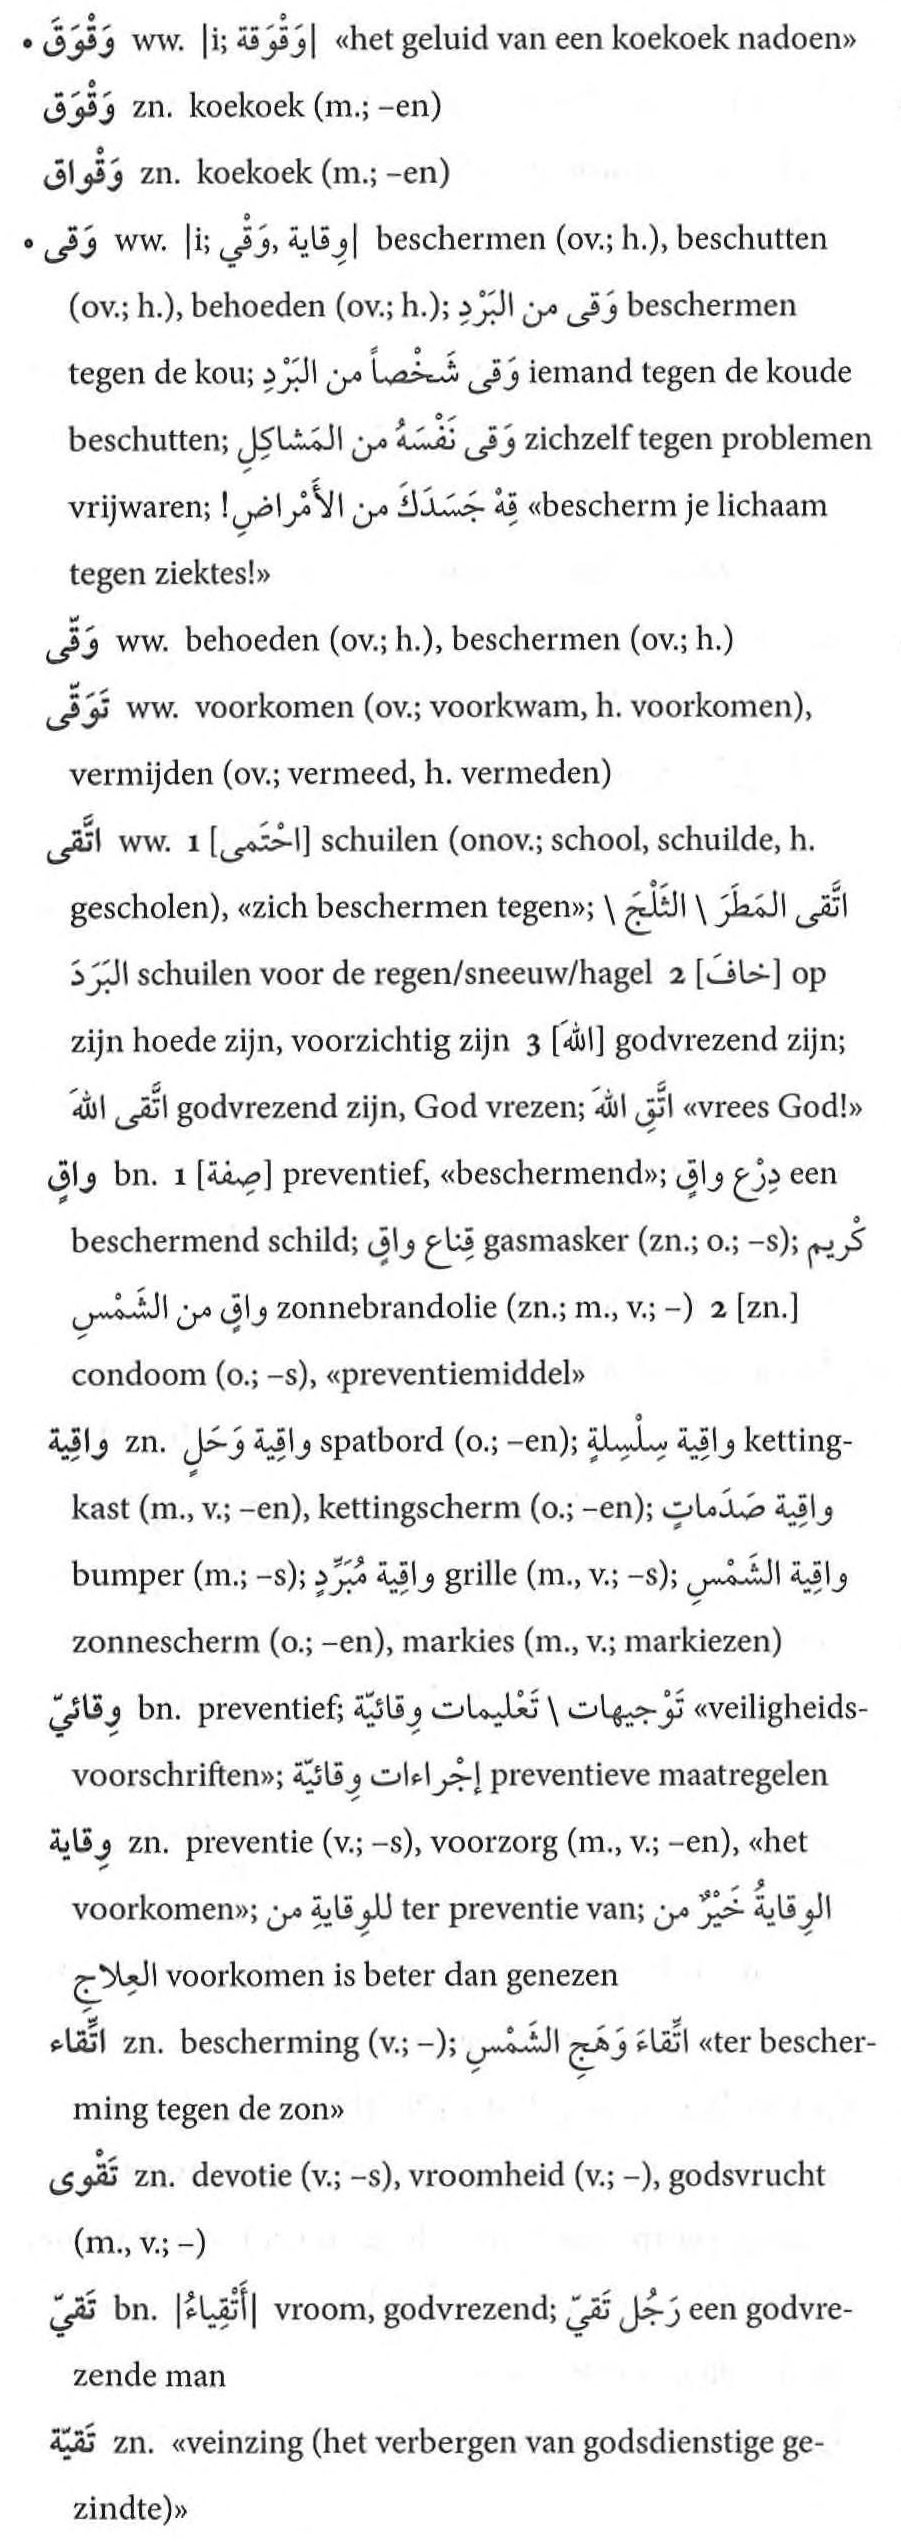 • وَقْوَقَ ww. |i; وَقْوَقة| «het geluid van een koekoek nadoen»
وَقْوَق zn. koekoek (m.; –en)
وَقْواق zn. koekoek (m.; –en)
• وَقى ww. |i; وِقاية, وَقْي| beschermen (ov.; h.), beschutten
(ov.; h.), behoeden (ov.; h.); وَقى من البَرْدِ beschermen
tegen de kou; وَقى شَخْصاً من البَرْدِ iemand tegen de koude
beschutten; وَقى نَفْسَهُ من المَشاكِلِ zichzelf tegen problemen
vrijwaren; قِهْ جَسَدَكَ من الأَمْراضِ! «bescherm je lichaam
tegen ziektes!»
وَقّى ww. behoeden (ov.; h.), beschermen (ov.; h.)
تَوَقّى ww. voorkomen (ov.; voorkwam, h. voorkomen),
vermijden (ov.; vermeed, h. vermeden)
اتَّقى ww. 1 [احْتَمى] schuilen (onov.; school, schuilde, h.
gescholen), «zich beschermen tegen»; اتَّقى المَطَرَ \ الثَلْجَ \
البَرَدَ schuilen voor de regen/sneeuw/hagel 2 [خافَ] op
zijn hoede zijn, voorzichtig zijn 3 [اللهَ] godvrezend zijn;
اتَّقى اللهَ godvrezend zijn, God vrezen; اتَّقِ اللهَ «vrees God!»
واقٍ bn. 1 [صِفة] preventief, «beschermend»; دِرْع واقٍ een
beschermend schild; قِناع واقٍ gasmasker (zn.; o.; –s); كْريم
واقٍ من الشَمْسِ zonnebrandolie (zn.; m., v.; –) 2 [zn.]
condoom (o.; –s), «preventiemiddel»
واقِية zn. واقِية وَحَلٍ spatbord (o.; –en); واقِية سِلْسِلةٍ ketting-
kast (m., v.; –en), kettingscherm (o.; –en); واقِية صَدَماتٍ
bumper (m.; –s); واقِية مُبَرِّدٍ grille (m., v.; –s); واقِية الشَمْسِ
zonnescherm (o.; –en), markies (m., v.; markiezen)
وِقائيّ bn. preventief; تَوْجيهات \ تَعْليمات وِقائيّة «veiligheids-
voorschriften»; إجْراءات وِقائيّة preventieve maatregelen
وِقاية zn. preventie (v.; –s), voorzorg (m., v.; –en), «het
voorkomen»; للوِقايةِ من ter preventie van; الوِقايةُ خَيْرٌ من
العِلاجِ voorkomen is beter dan genezen
اتِّقاء zn. bescherming (v.; –); اتِّقاءَ وَهَجِ الشَمْسِ «ter bescher-
ming tegen de zon»
تَقْوى zn. devotie (v.; –s), vroomheid (v.; –), godsvrucht
(m., v.; –)
تَقيّ bn. |أَتْقِياءُ| vroom, godvrezend; رَجُل تَقيّ een godvre-
zende man
تَقيّة zn. «veinzing (het verbergen van godsdienstige ge-
zindte)»